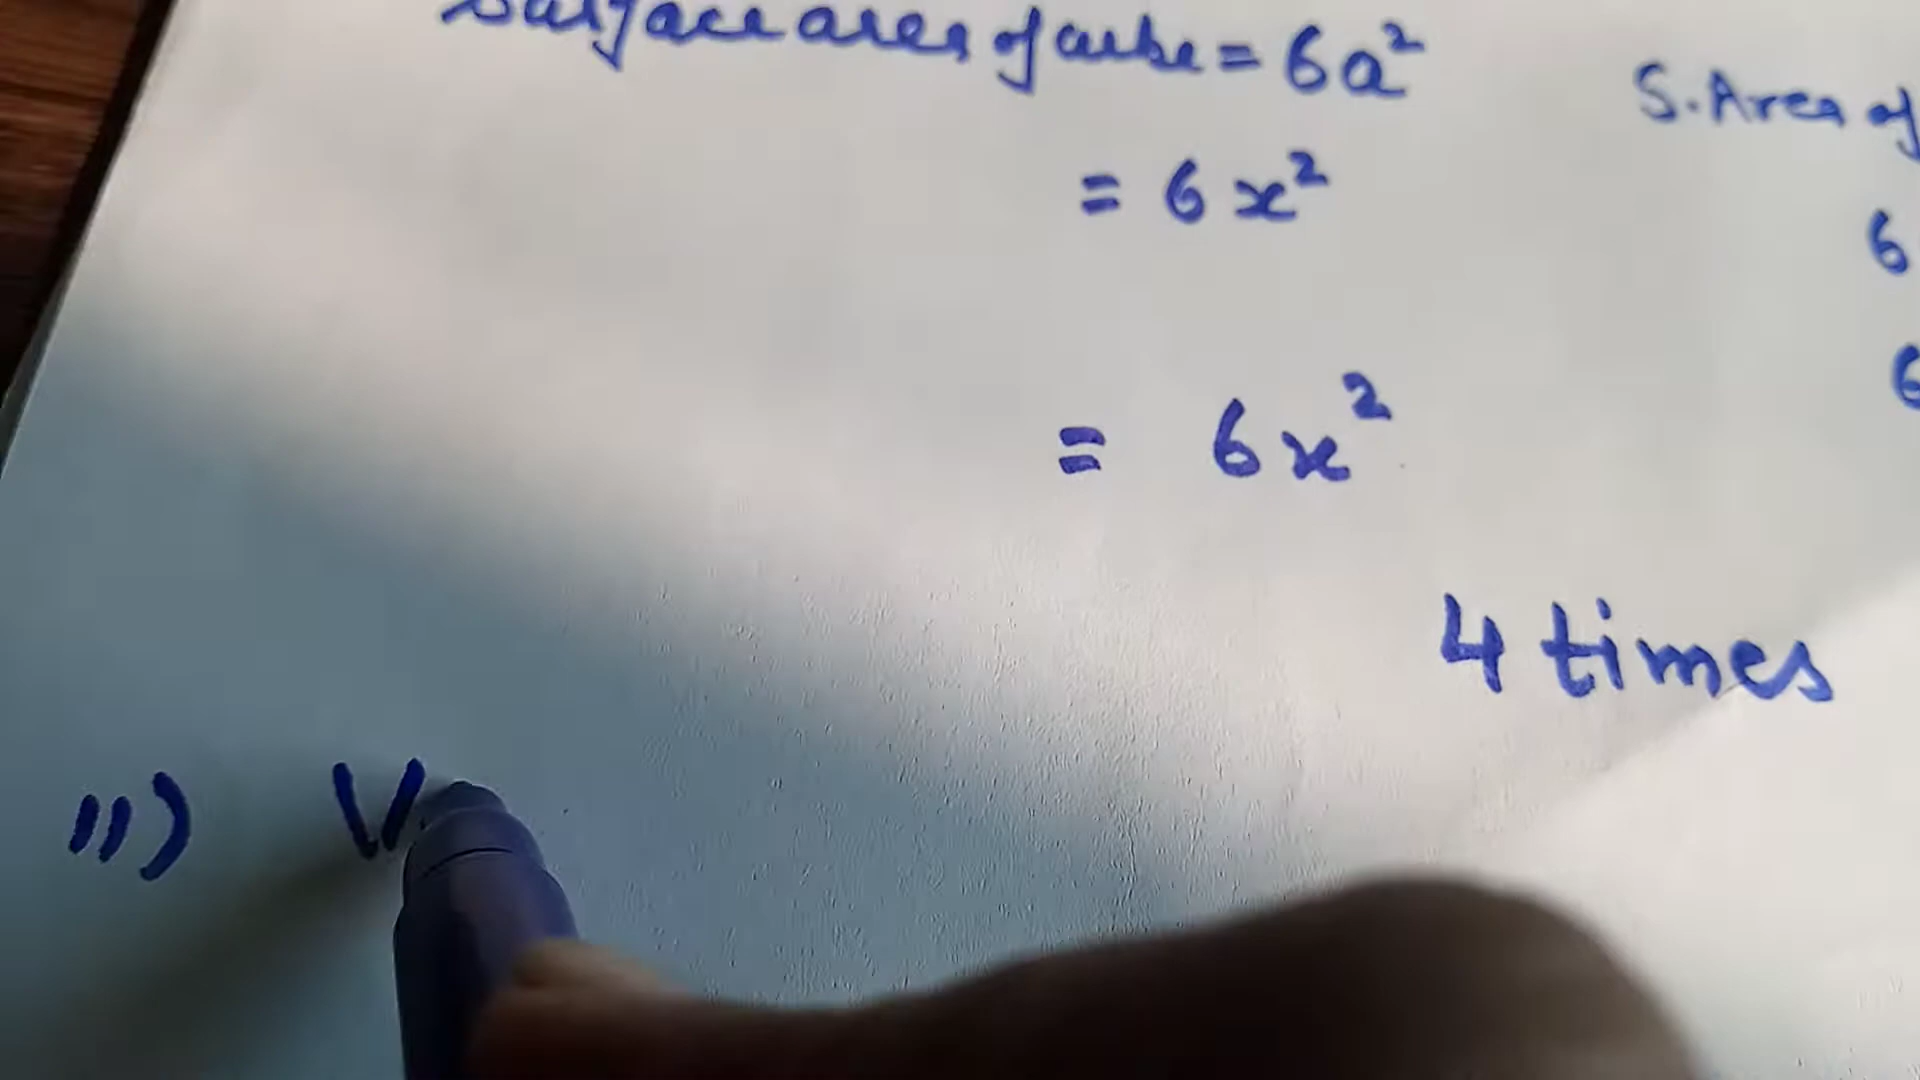 Surface area of cube = 6a²
= 6x²
= 6x²
S. Area of
6
6
4 times
ii) V